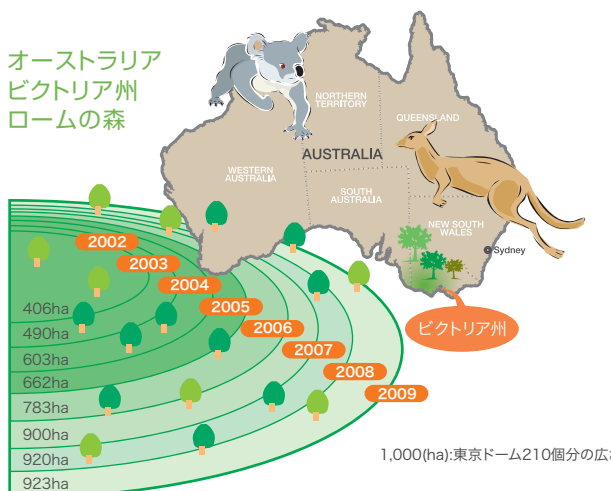 オーストラリア
ビクトリア州
ロームの森
NORTHERN
TERRITORY
QUEENSLAND
AUSTRALIA
WESTERN
AUSTRALIA
SOUTH
AUSTRALIA
NEW SOUTH
WALES
Sydney
ビクトリア州
2002
2003
2004
2005
2006
2007
2008
2009
406ha
490ha
603ha
662ha
783ha
900ha
920ha
923ha
1,000(ha):東京ドーム210個分の広